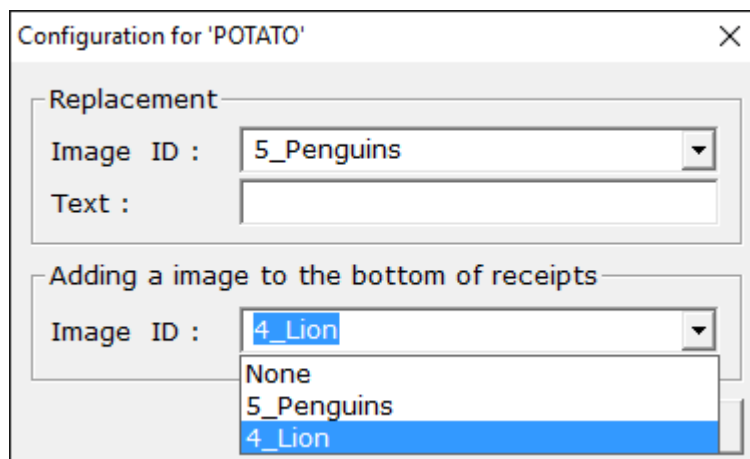 Configuration for 'POTATO'
Replacement
Image ID :
5_Penguins
Text :
Adding a image to the bottom of receipts
Image ID :
4_Lion
None
5_Penguins
4_Lion